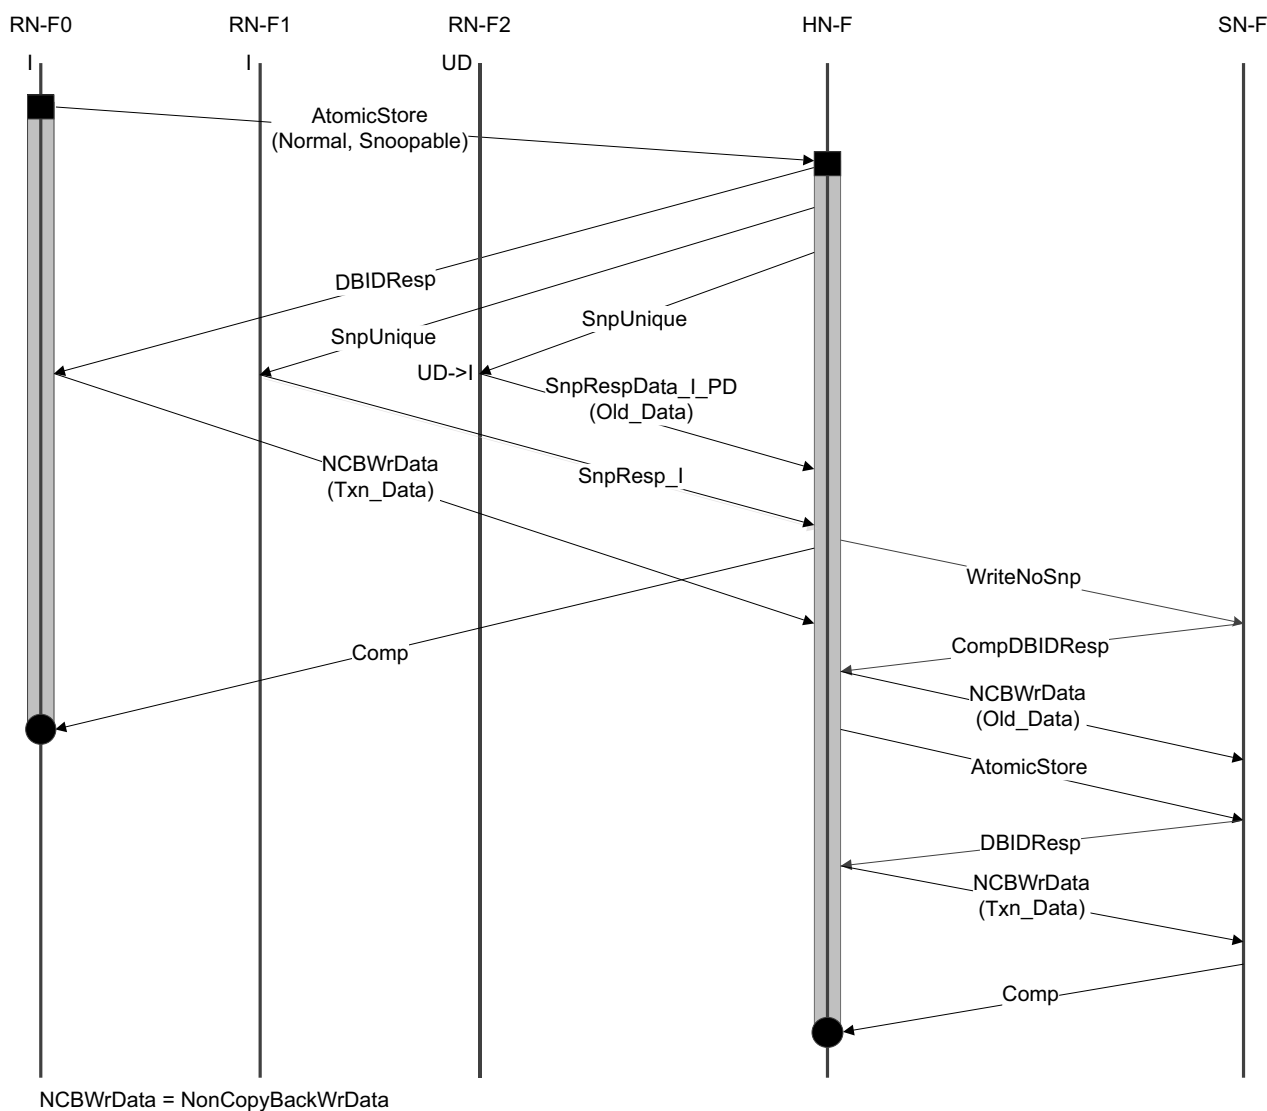 RN-F0 RN-F1 RN-F2 HN-F SN-F
I I UD
AtomicStore
(Normal, Snoopable)
DBIDResp
SnpUnique
SnpUnique
UD->I
SnpRespData_I_PD
(Old_Data)
NCBWrData
(Txn_Data)
SnpResp_I
WriteNoSnp
CompDBIDResp
Comp
NCBWrData
(Old_Data)
AtomicStore
DBIDResp
NCBWrData
(Txn_Data)
Comp
NCBWrData = NonCopyBackWrData